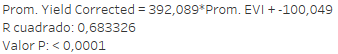 Prom. Yield Corrected = 392,089*Prom. EVI + -100,049
R cuadrado: 0,683326
Valor P: < 0,0001